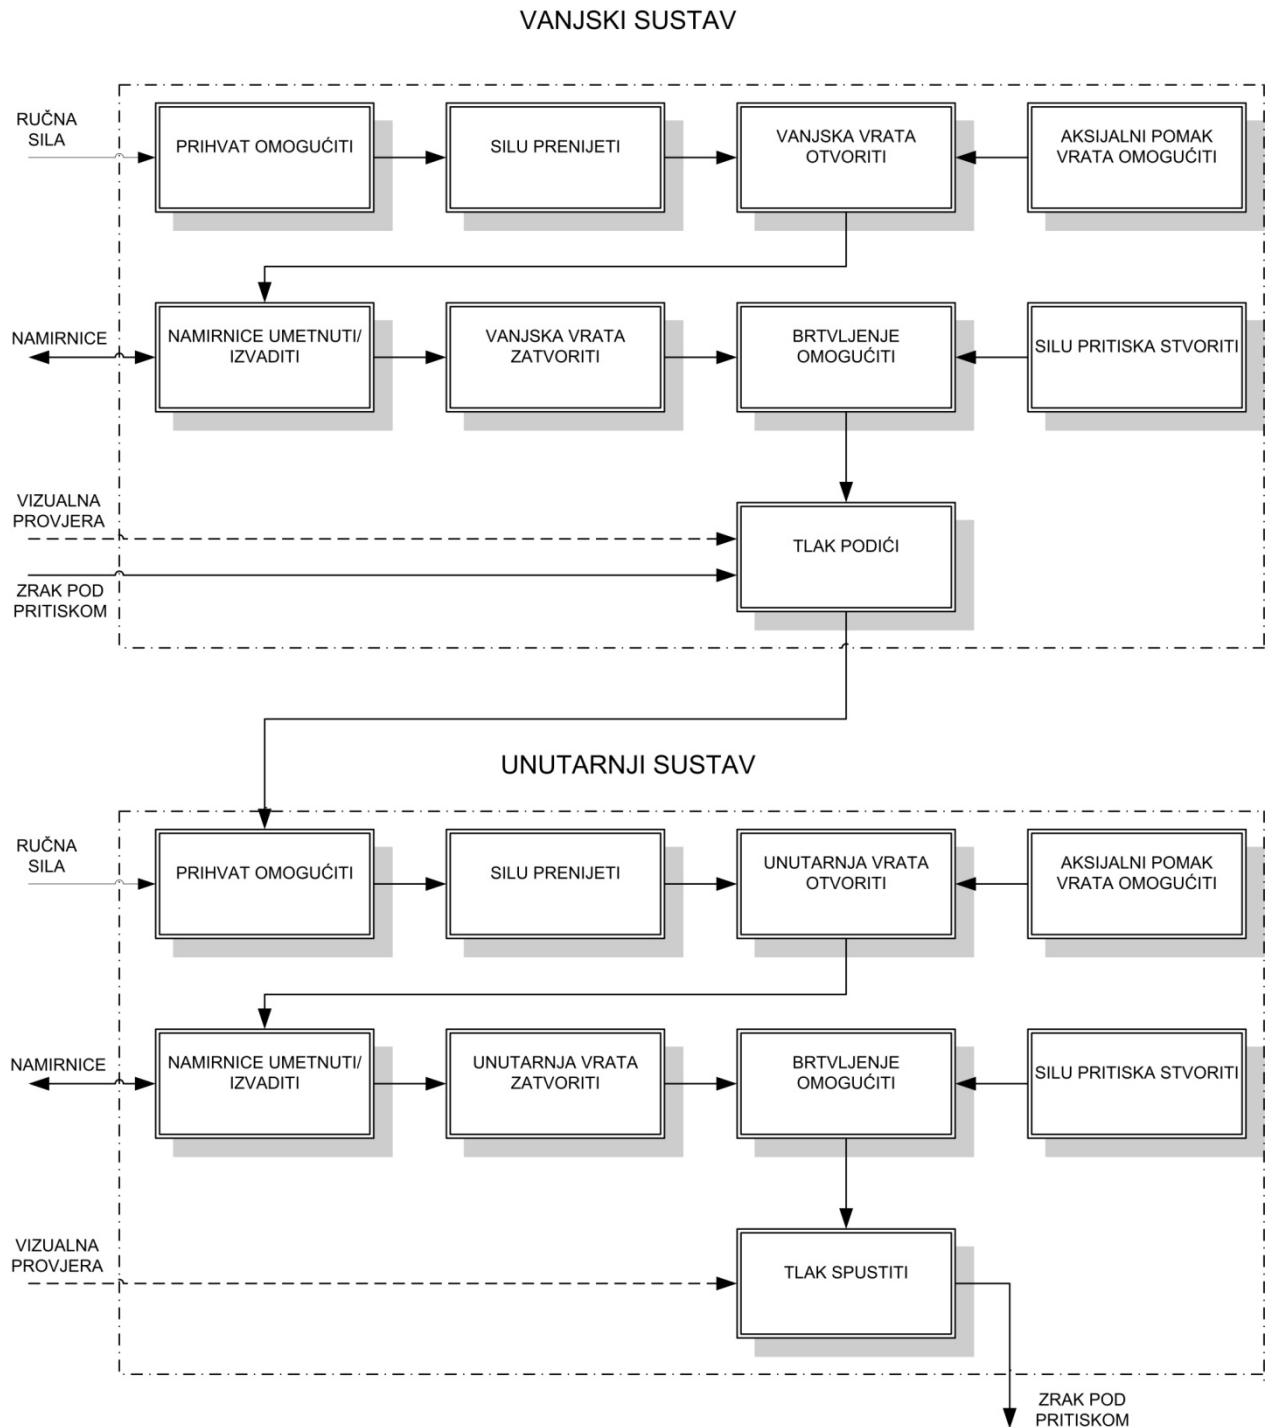 VANJSKI SUSTAV
RUČNA
SILA
PRIHVAT OMOGUĆITI
SILU PRENIJETI
VANJSKA VRATA
OTVORITI
AKSIJALNI POMAK
VRATA OMOGUĆITI
NAMIRNICE
NAMIRNICE UMETNUTI/
IZVADITI
VANJSKA VRATA
ZATVORITI
BRTVLJENJE
OMOGUĆITI
SILU PRITISKA STVORITI
VIZUALNA
PROVJERA
TLAK PODIĆI
ZRAK POD
PRITISKOM
UNUTARNJI SUSTAV
RUČNA
SILA
PRIHVAT OMOGUĆITI
SILU PRENIJETI
UNUTARNJA VRATA
OTVORITI
AKSIJALNI POMAK
VRATA OMOGUĆITI
NAMIRNICE
NAMIRNICE UMETNUTI/
IZVADITI
UNUTARNJA VRATA
ZATVORITI
BRTVLJENJE
OMOGUĆITI
SILU PRITISKA STVORITI
VIZUALNA
PROVJERA
TLAK SPUSTITI
ZRAK POD
PRITISKOM